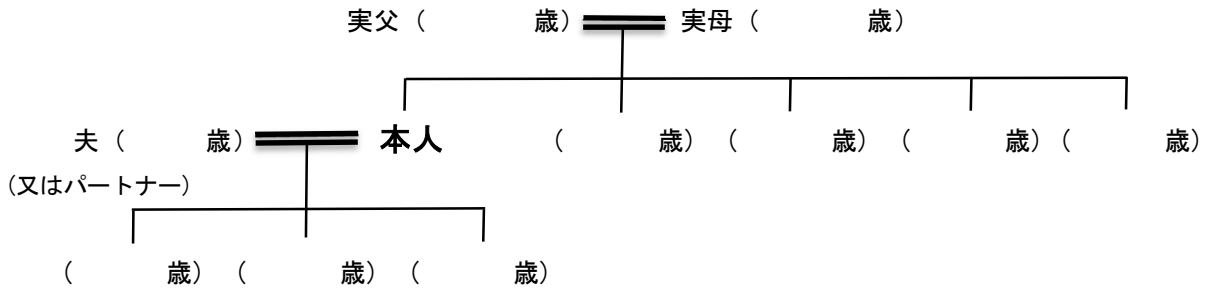 実父（　　　　歳）　実母（　　　　歳）
夫（　　　歳）　本人　　　（　　　歳）（　　　歳）（　　　歳）（　　　歳）
（又はパートナー）
（　　　歳）（　　　歳）（　　　歳）